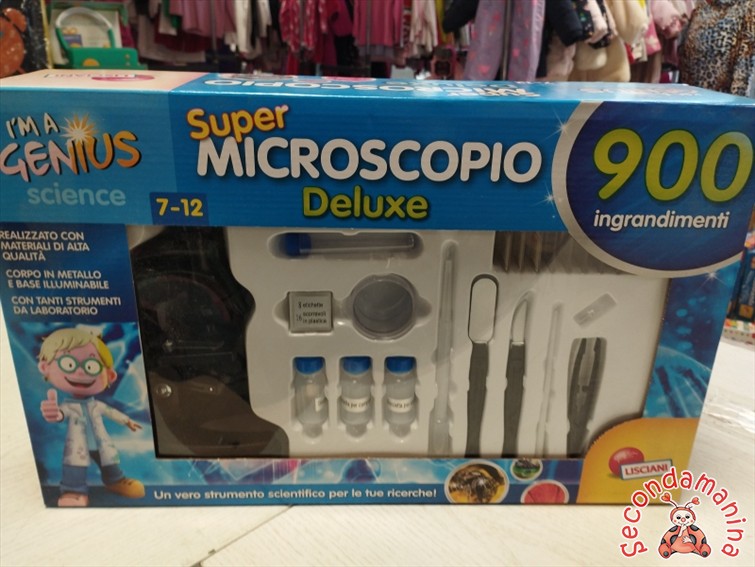 I'M A
GENIUS
science
Super
MICROSCOPIO
Deluxe
7-12
900
ingrandimenti
REALIZZATO CON
MATERIALI DI ALTA
QUALITÀ
CORPO IN METALLO
E BASE ILLUMINABILE
CON TANTI STRUMENTI
DA LABORATORIO
etichette
Un vero strumento scientifico per le tue ricerche!
LISCIANI
Secondamanina